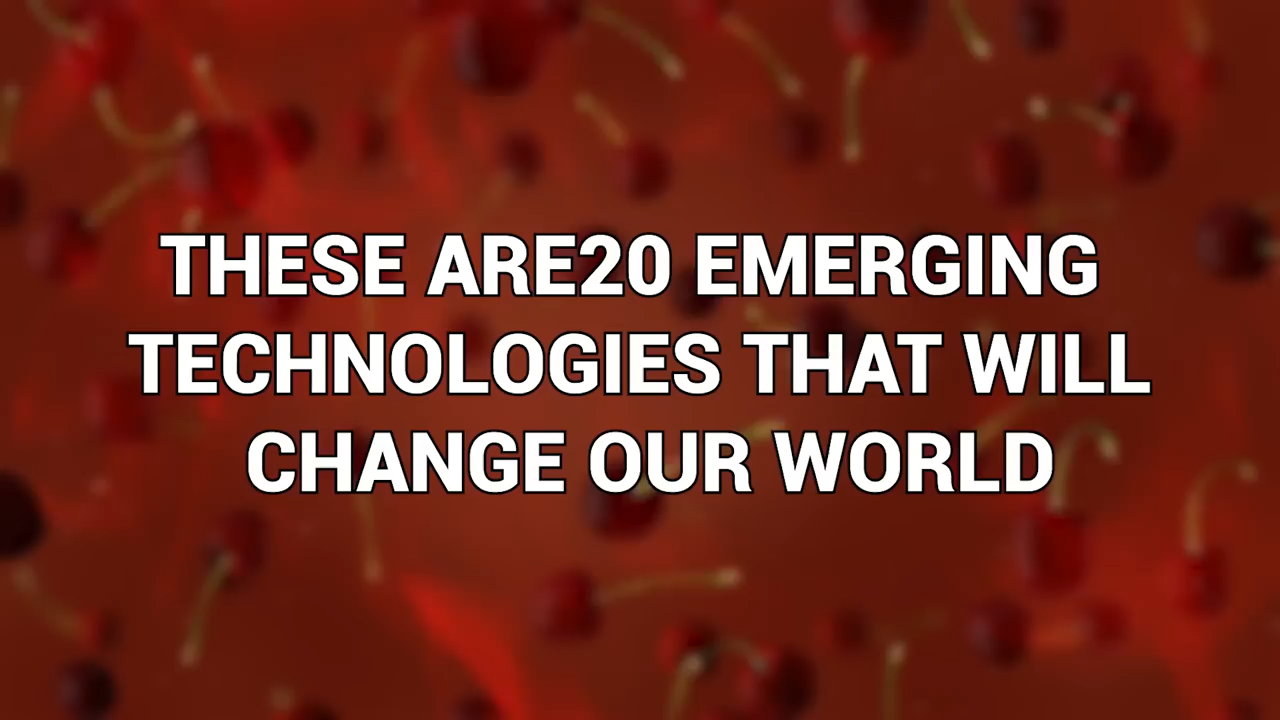 THESE ARE20 EMERGING
TECHNOLOGIES THAT WILL
CHANGE OUR WORLD